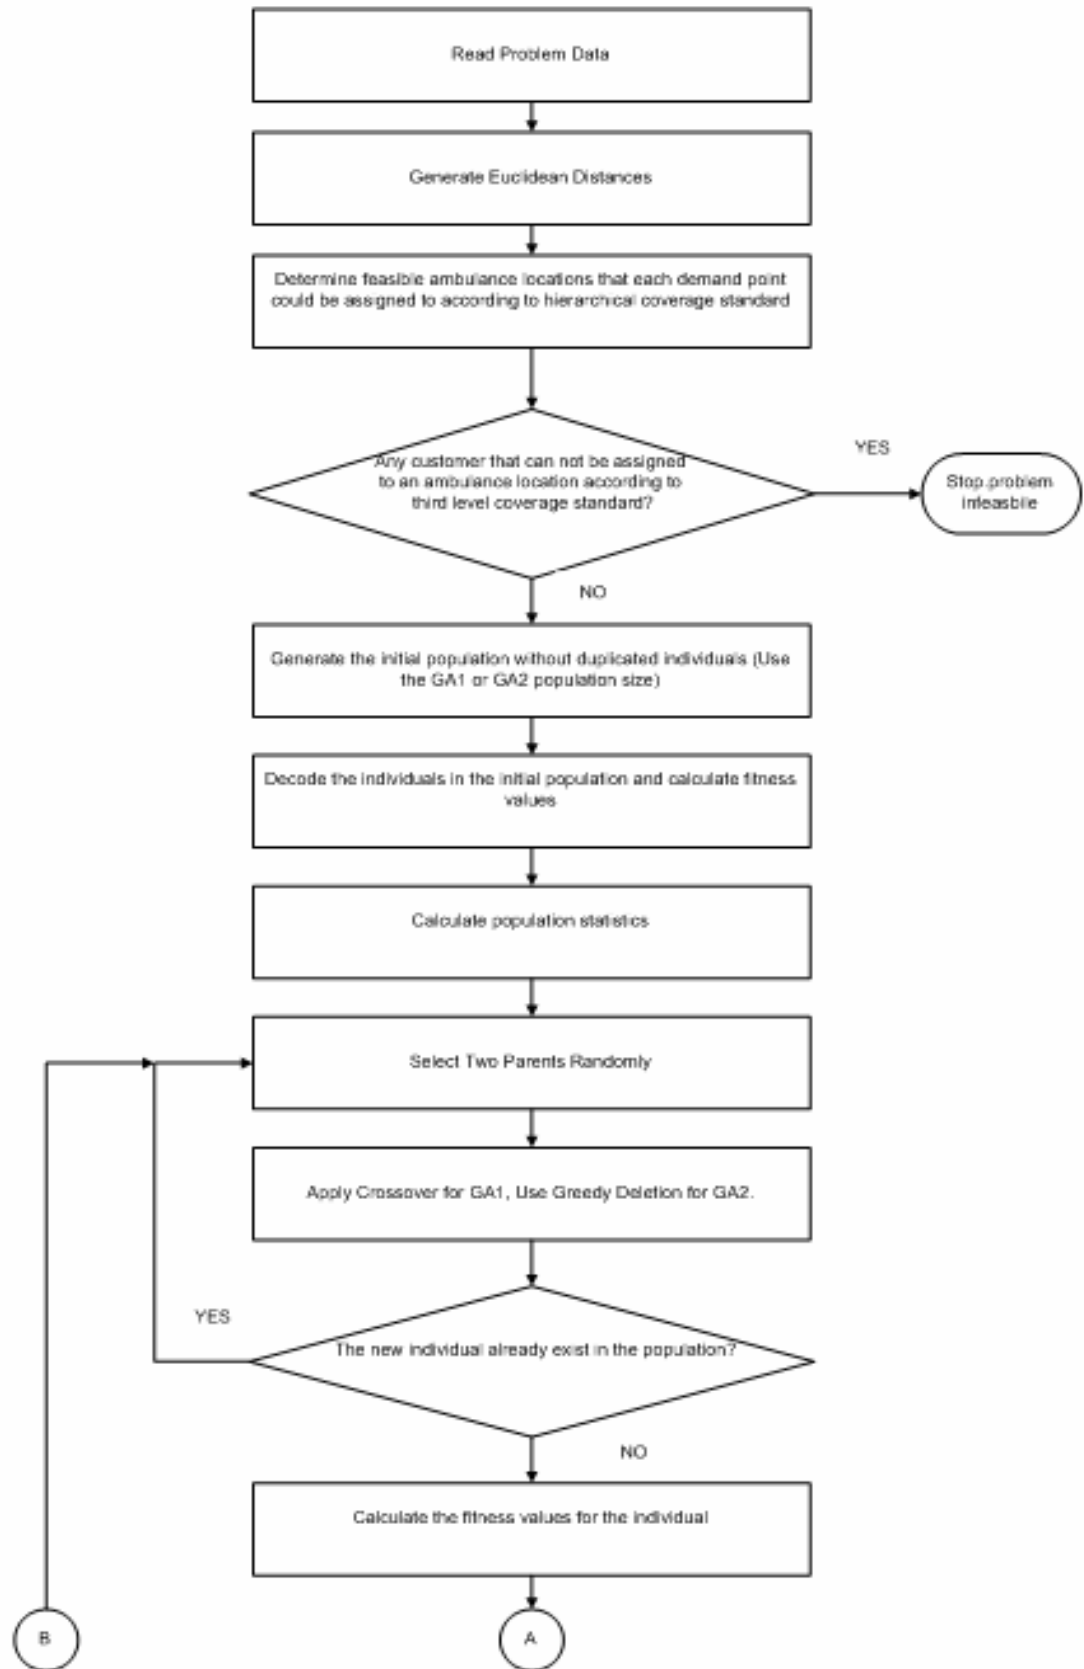 Read Problem Data
Generate Euclidean Distances
Determine feasible ambulance locations that each demand point
could be assigned to according to hierarchical coverage standard
Any customer that can not be assigned
to an ambulance location according to
third level coverage standard?
YES
Stop.problem
infeasbile
NO
Generate the initial population without duplicated individuals (Use
the GA1 or GA2 population size)
Decode the individuals in the initial population and calculate fitness
values
Calculate population statistics
Select Two Parents Randomly
Apply Crossover for GA1, Use Greedy Deletion for GA2.
YES
The new individual already exist in the population?
NO
Calculate the fitness values for the individual
B
A